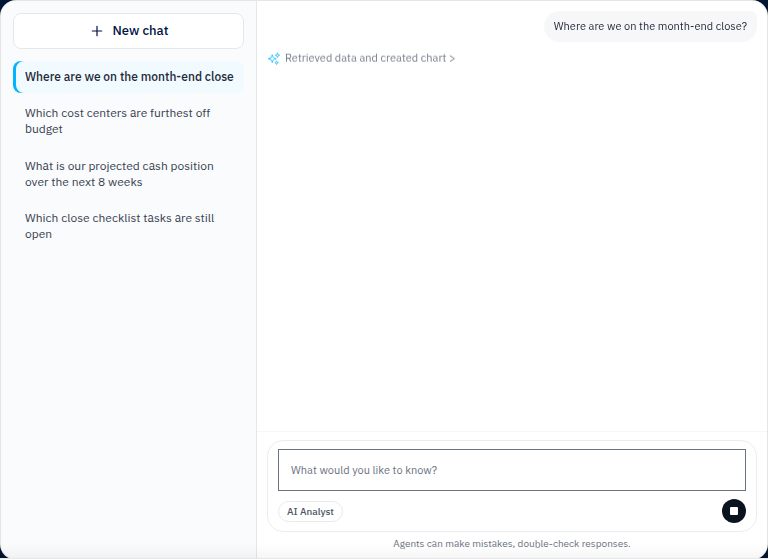 New chat
Where are we on the month-end close
Which cost centers are furthest off
budget
What is our projected cash position
over the next 8 weeks
Which close checklist tasks are still
open
Where are we on the month-end close?
Retrieved data and created chart >
What would you like to know?
AI Analyst
Agents can make mistakes, double-check responses.